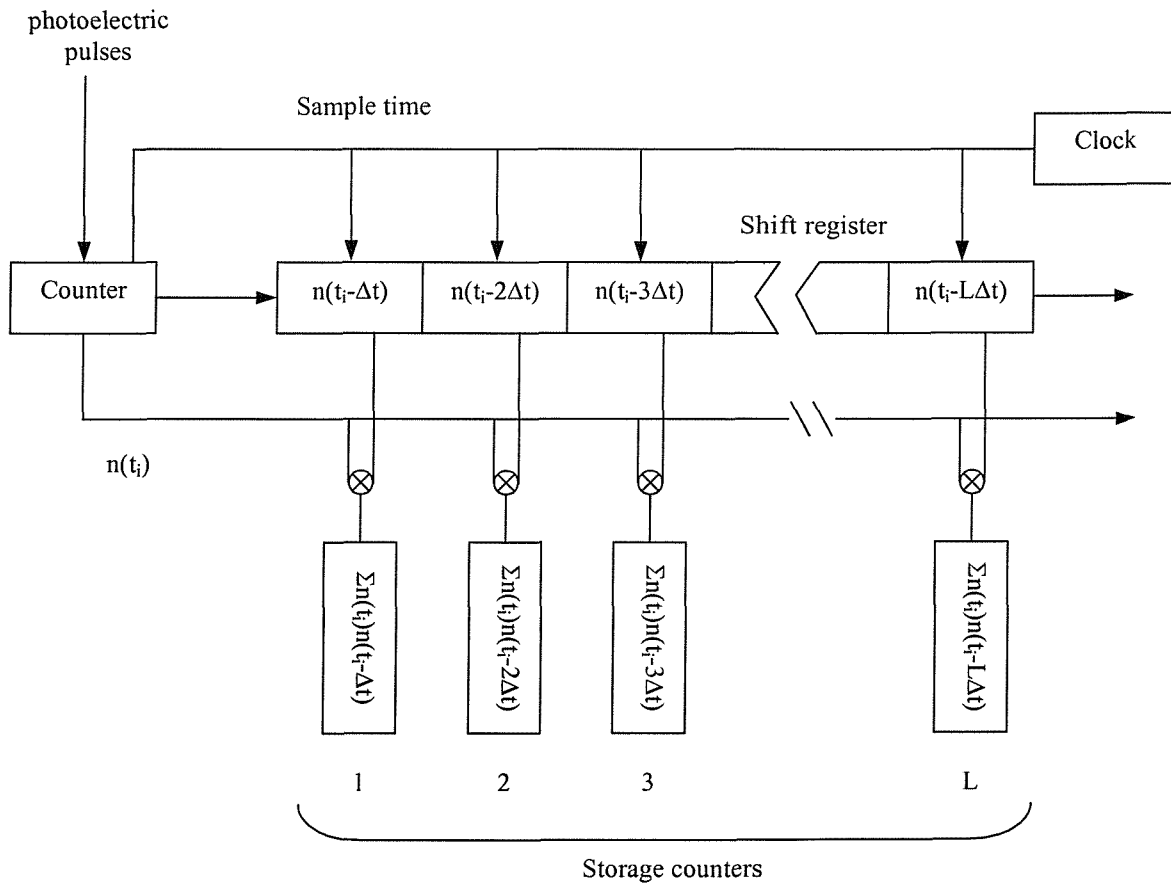 photoelectric
pulses
Sample time
Clock
Shift register
Counter
n(tᵢ-Δt)
n(tᵢ-2Δt)
n(tᵢ-3Δt)
n(tᵢ-LΔt)
n(tᵢ)
Σn(tᵢ)n(tᵢ-Δt)
Σn(tᵢ)n(tᵢ-2Δt)
Σn(tᵢ)n(tᵢ-3Δt)
Σn(tᵢ)n(tᵢ-LΔt)
1
2
3
L
Storage counters